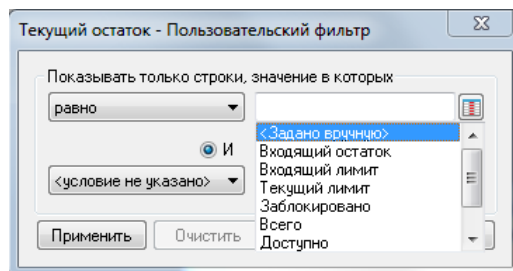 Текущий остаток - Пользовательский фильтр
Показывать только строки, значение в которых
равно
<Задано вручную>
И
Входящий остаток
Входящий лимит
<условие не указано>
Текущий лимит
Заблокировано
Всего
Применить
Очистить
Доступно